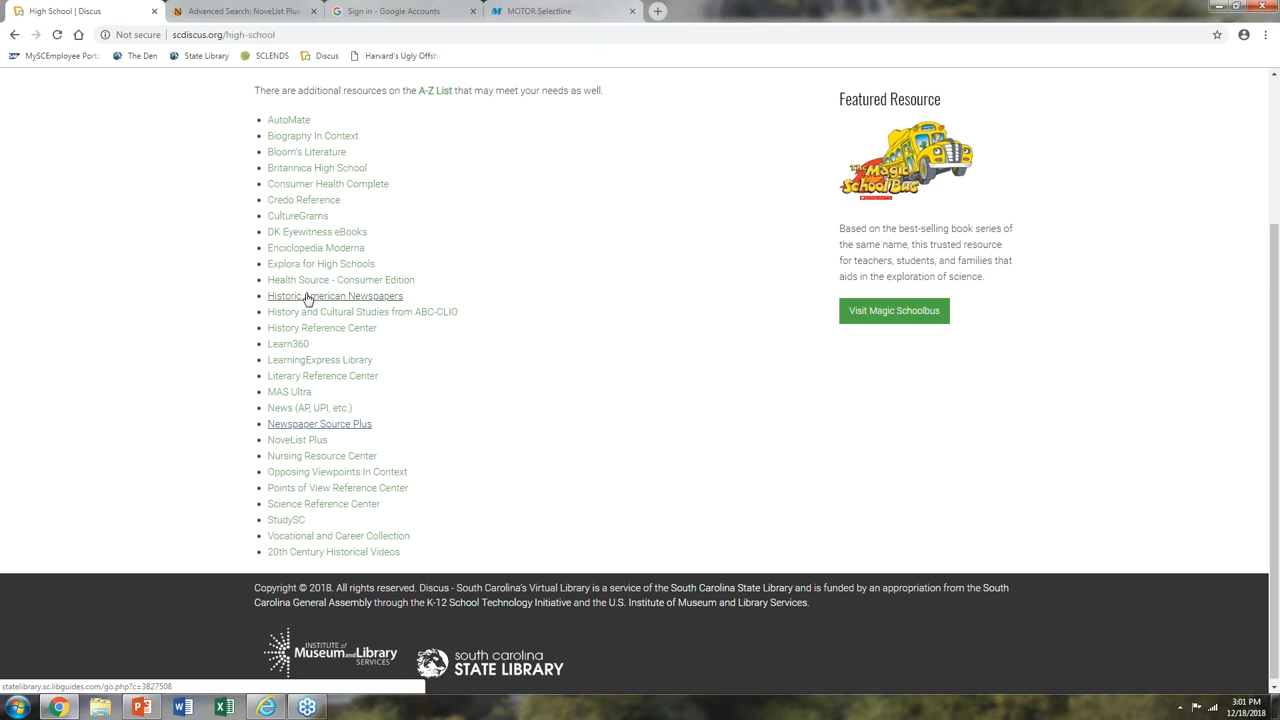 High School | Discus
Advanced Search: NoveList Plus
Sign in - Google Accounts
MOTOR Selectline
Not secure
scdiscus.org/high-school
MySCEmployee Port
The Den
State Library
SCLENDS
Discus
Harvard's Ugly Offsh
There are additional resources on the A-Z List that may meet your needs as well.
AutoMate
Biography In Context
Bloom's Literature
Britannica High School
Consumer Health Complete
Credo Reference
CultureGrams
DK Eyewitness eBooks
Enciclopedia Moderna
Explora for High Schools
Health Source - Consumer Edition
Historic American Newspapers
History and Cultural Studies from ABC-CLIO
History Reference Center
Learn360
LearningExpress Library
Literary Reference Center
MAS Ultra
News (AP, UPI, etc.)
Newspaper Source Plus
NoveList Plus
Nursing Resource Center
Opposing Viewpoints In Context
Points of View Reference Center
Science Reference Center
StudySC
Vocational and Career Collection
20th Century Historical Videos
Featured Resource
The Magic
School Bus
SCHOLASTIC
Based on the best-selling book series of
the same name, this trusted resource
for teachers, students, and families that
aids in the exploration of science.
Visit Magic Schoolbus
Copyright © 2018. All rights reserved. Discus - South Carolina's Virtual Library is a service of the South Carolina State Library and is funded by an appropriation from the South
Carolina General Assembly through the K-12 School Technology Initiative and the U.S. Institute of Museum and Library Services.
INSTITUTE of
Museum and Library
SERVICES
south carolina
STATE LIBRARY
statelibrary.sc.libguides.com/go.php?c=3827508
3:01 PM
12/18/2018